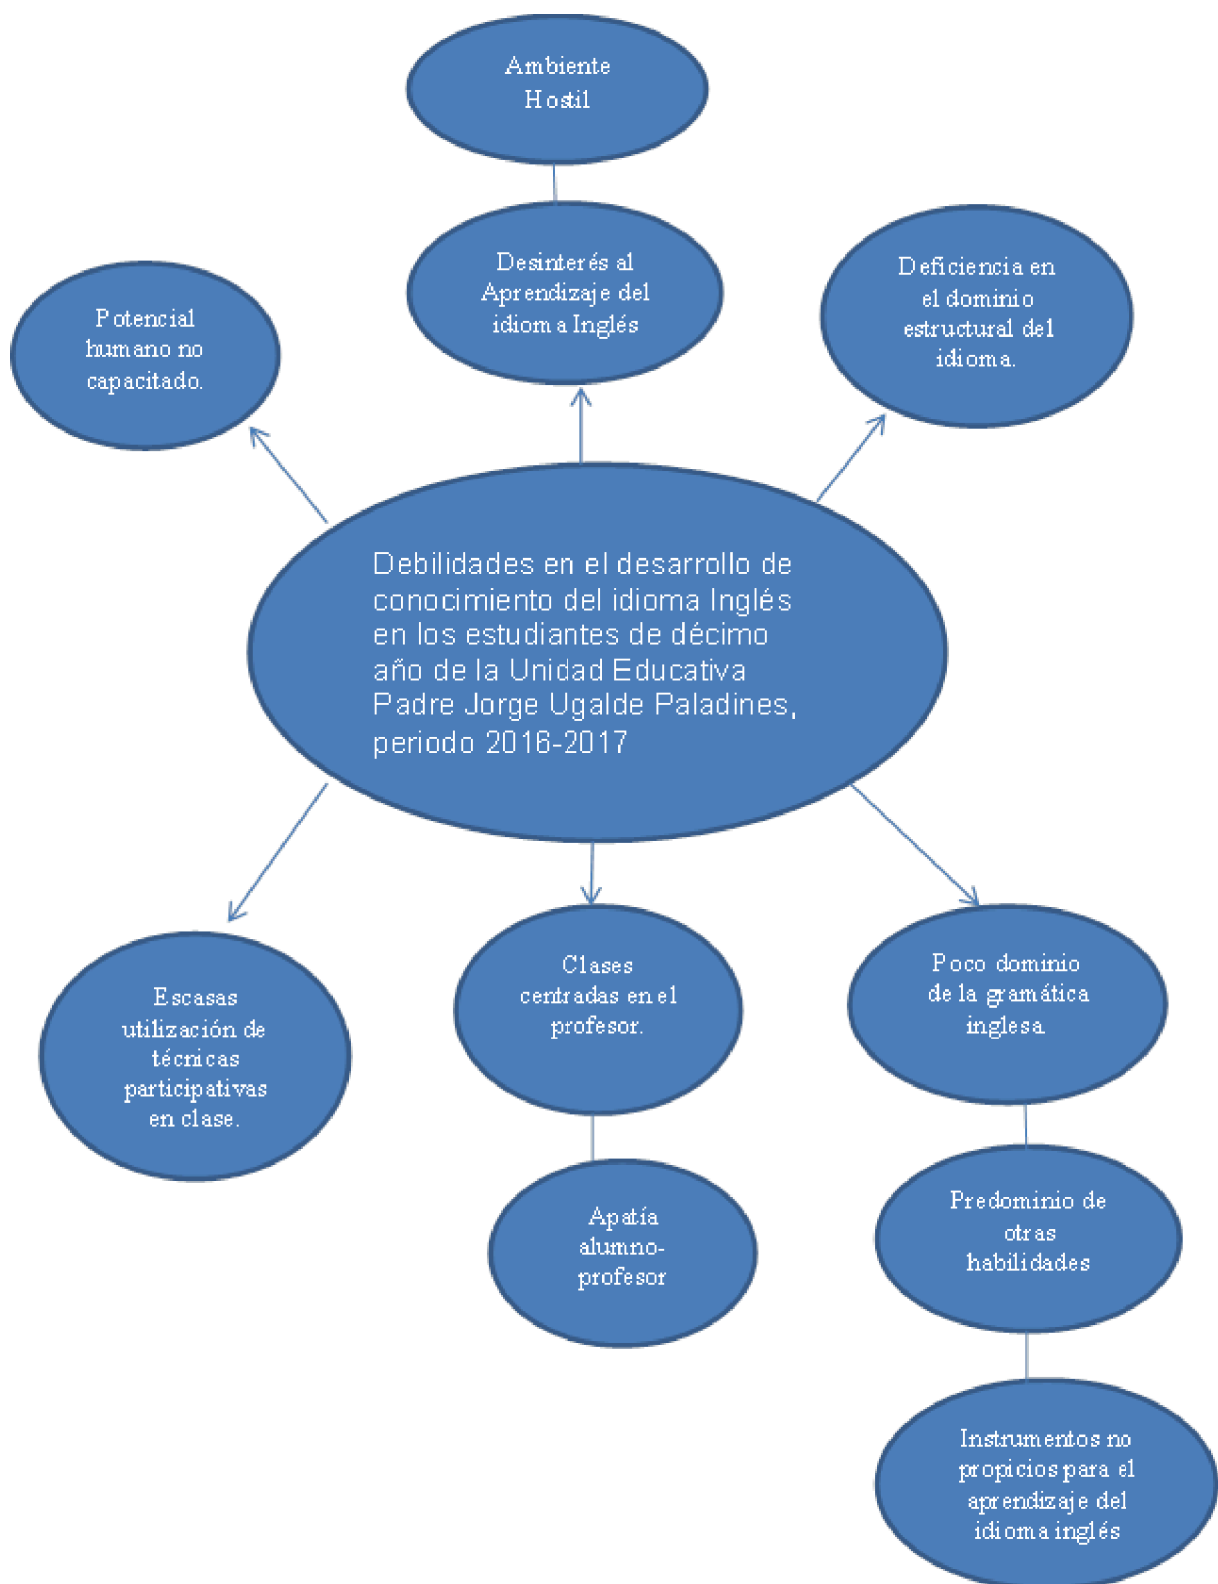 Ambiente
Hostil
Desinterés al
Aprendizaje del
idioma Inglés
Deficiencia en
el dominio
estructural del
idioma.
Potencial
humano no
capacitado.
Debilidades en el desarrollo de
conocimiento del idioma Inglés
en los estudiantes de décimo
año de la Unidad Educativa
Padre Jorge Ugalde Paladines,
periodo 2016-2017
Escasas
utilización de
técnicas
participativas
en clase.
Clases
centradas en el
profesor.
Poco dominio
de la gramática
inglesa
Apatía
alumno-
profesor
Predominio de
otras
habilidades
Instrumentos no
propicios para el
aprendizaje del
idioma inglés